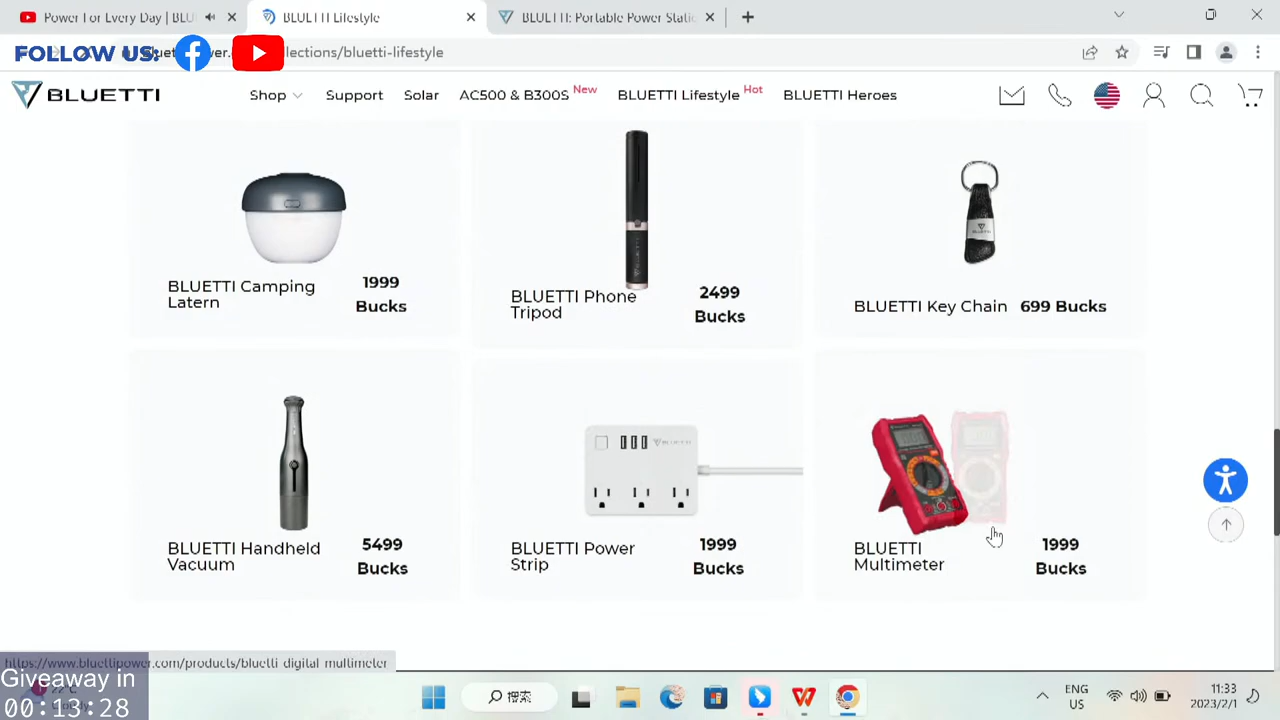 Power For Every Day | BLU
BLUETTI Lifestyle
BLUETTI: Portable Power Static
FOLLOW US:
lections/bluetti-lifestyle
BLUETTI
Shop
Support
Solar
AC500 & B300S New
BLUETTI Lifestyle Hot
BLUETTI Heroes
BLUETTI Camping
Latern
1999
Bucks
BLUETTI Phone
Tripod
2499
Bucks
BLUETTI Key Chain
699 Bucks
BLUETTI Handheld
Vacuum
5499
Bucks
BLUETTI Power
Strip
1999
Bucks
BLUETTI
Multimeter
1999
Bucks
https://www.bluettipower.com/products/bluetti-digital-multimeter
Giveaway in
00:13:28
22°C
搜索
ENG
US
11:33
2023/2/1